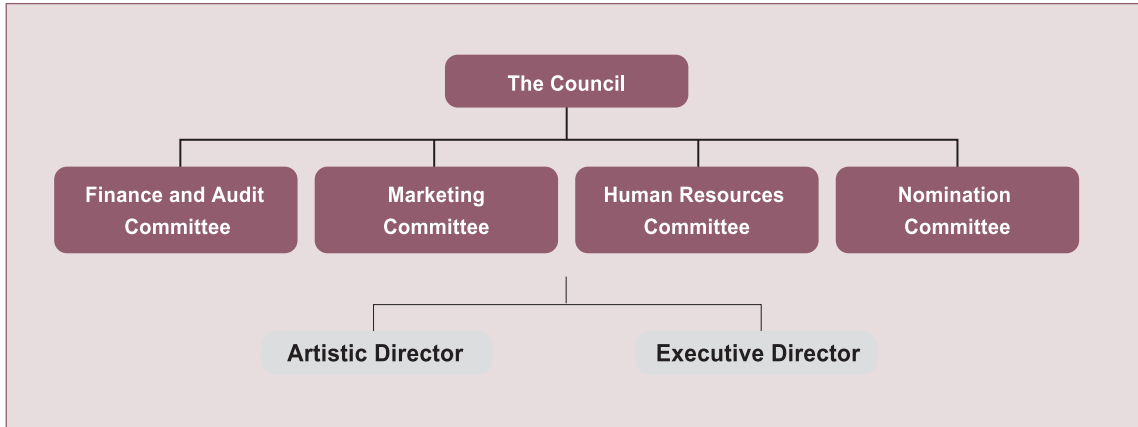 The Council
Finance and Audit
Committee
Marketing
Committee
Human Resources
Committee
Nomination
Committee
Artistic Director
Executive Director